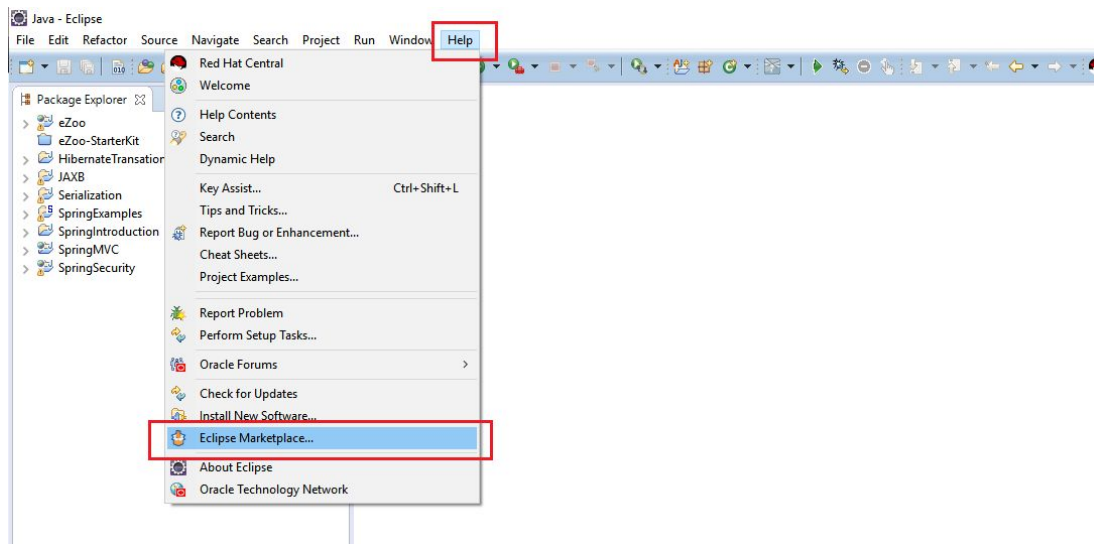 Java - Eclipse
File Edit Refactor Source Navigate Search Project Run Window Help
Package Explorer
eZoo
eZoo-StarterKit
HibernateTransation
JAXB
Serialization
SpringExamples
SpringIntroduction
SpringMVC
SpringSecurity
Red Hat Central
Welcome
Help Contents
Search
Dynamic Help
Key Assist... Ctrl+Shift+L
Tips and Tricks...
Report Bug or Enhancement...
Cheat Sheets...
Project Examples...
Report Problem
Perform Setup Tasks...
Oracle Forums
Check for Updates
Install New Software...
Eclipse Marketplace...
About Eclipse
Oracle Technology Network